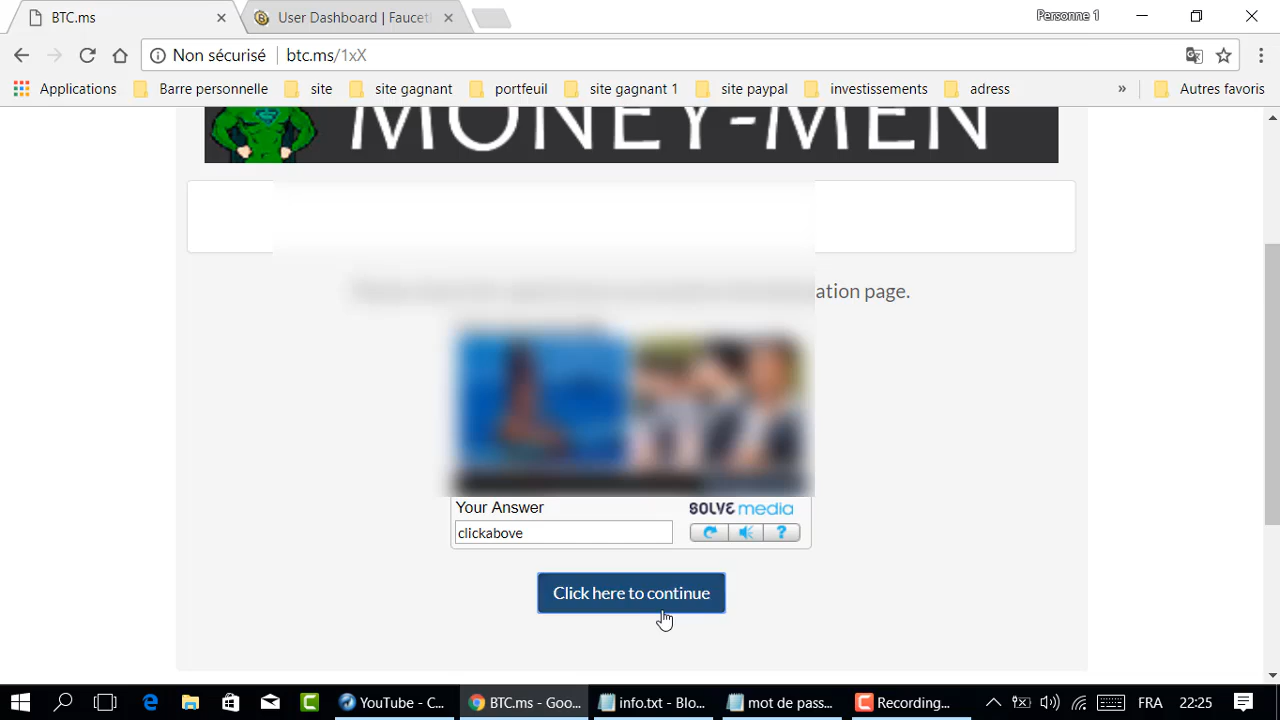 BTC.ms
User Dashboard | Faucet
Personne 1
Non sécurisé
btc.ms/1xX
Applications
Barre personnelle
site
site gagnant
portfeuil
site gagnant 1
site paypal
investissements
adress
»
Autres favoris
MONEY-MEN
ation page.
Your Answer
SOLVE media
clickabove
?
Click here to continue
YouTube - C...
BTC.ms - Goo...
info.txt - Blo...
mot de pass...
Recording...
FRA
22:25